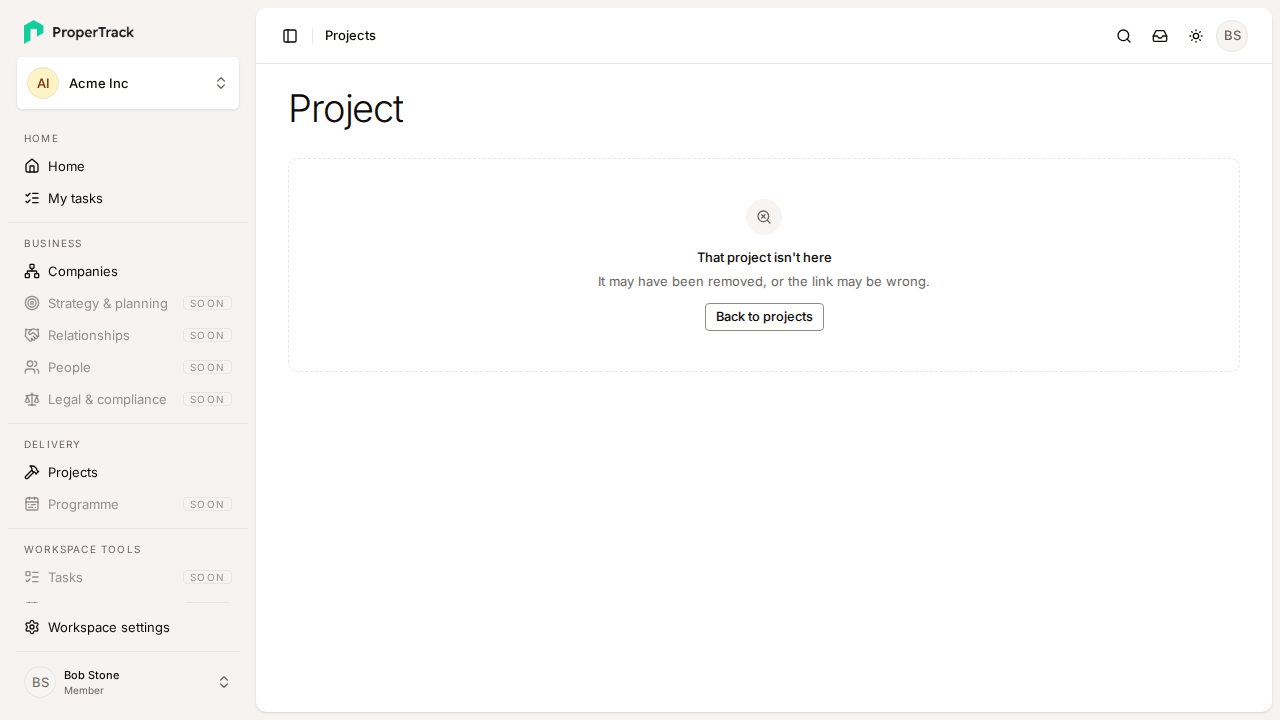 ProperTrack
AI
Acme Inc
HOME
Home
My tasks
BUSINESS
Companies
Strategy & planning SOON
Relationships SOON
People SOON
Legal & compliance SOON
DELIVERY
Projects
Programme SOON
WORKSPACE TOOLS
Tasks SOON
Workspace settings
BS
Bob Stone
Member
Projects
BS
Project
That project isn't here
It may have been removed, or the link may be wrong.
Back to projects